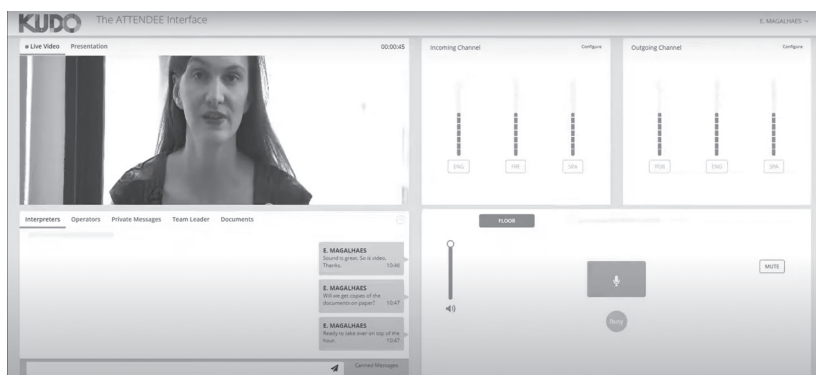 KUDO
The ATTENDEE Interface
E. MAGALHAES
Live Video Presentation 00:00:45
Incoming Channel Configure
Outgoing Channel Configure
ENG FRE SPA
POR ENG SPA
Interpreters Operators Private Messages Team Leader Documents
E. MAGALHAES
Sound is great. So is video.
Thanks. 10:44
E. MAGALHAES
Will we get copies of the
documents on paper? 10:47
E. MAGALHAES
Ready to take over on top of the
hour. 10:47
Canned Messages
FLOOR
MUTE